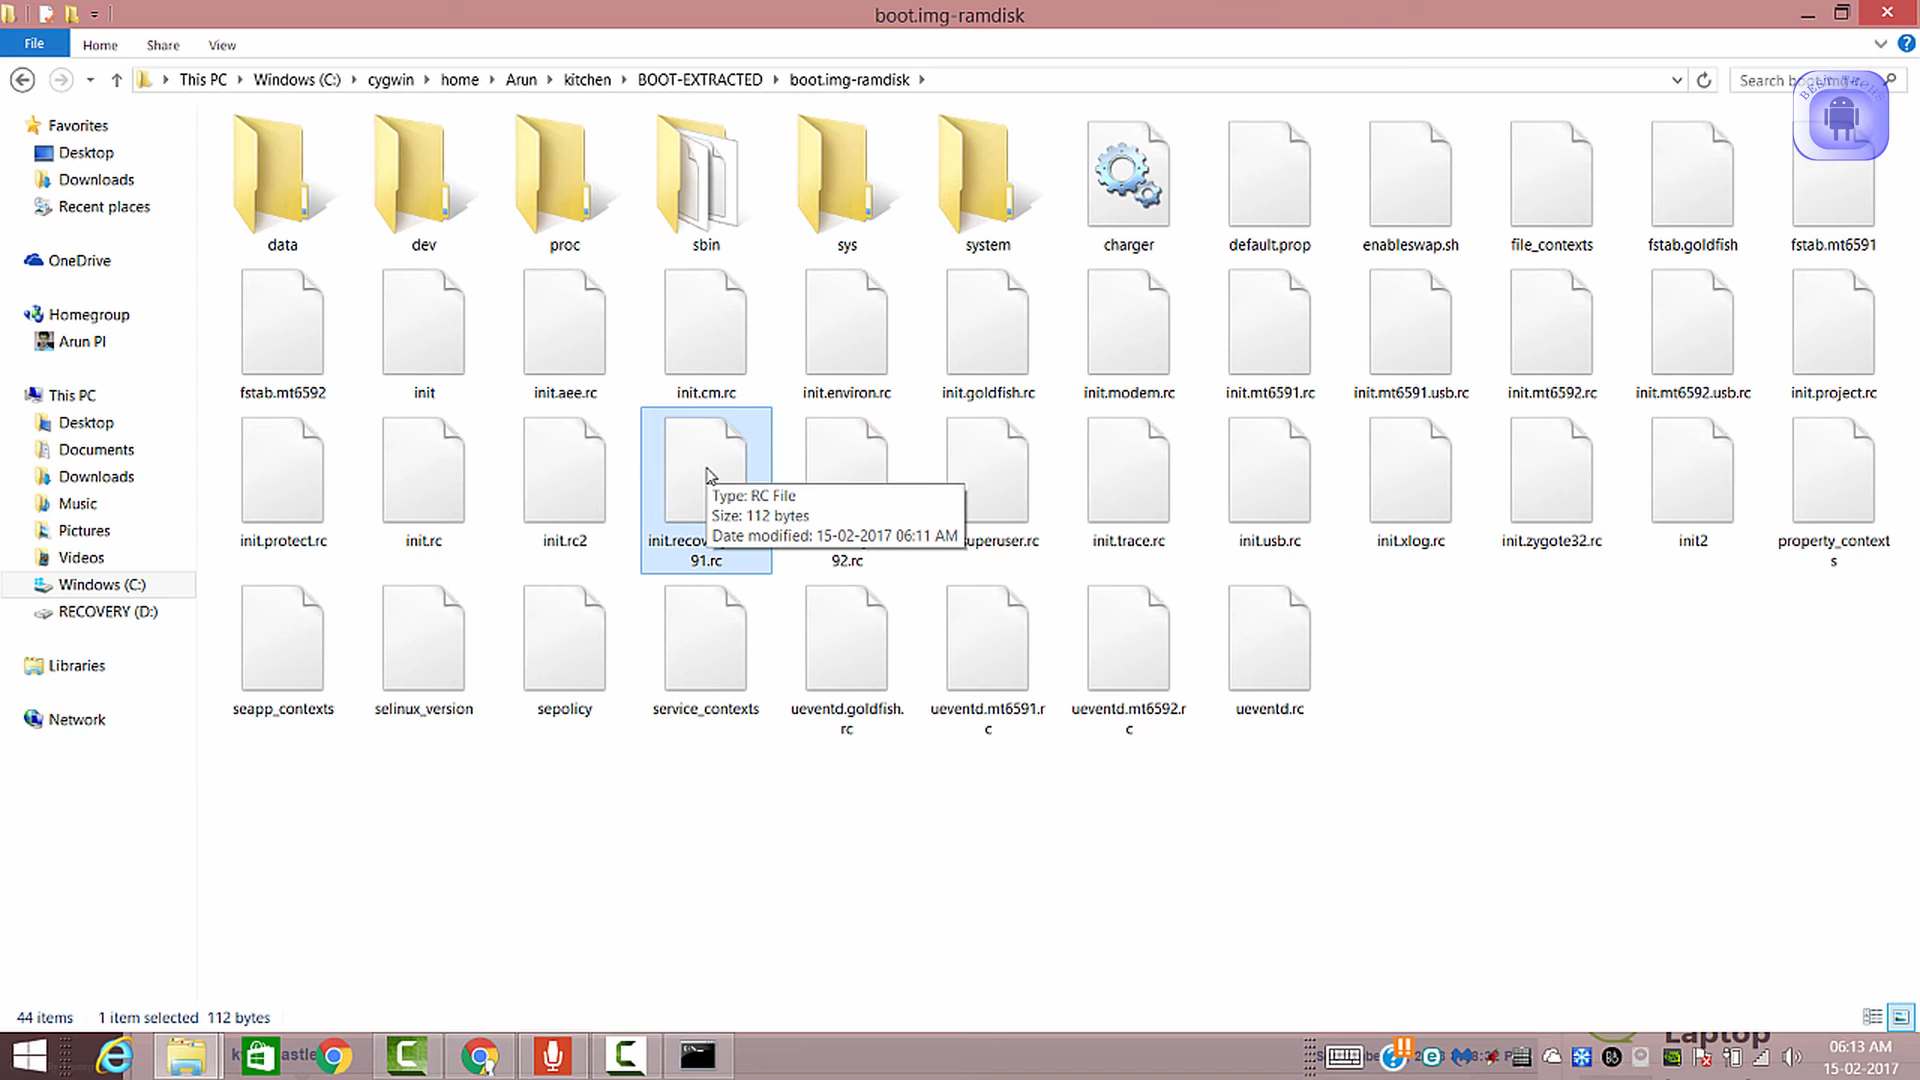 boot.img-ramdisk
File
Home
Share
View
This PC
Windows (C:)
cygwin
home
Arun
kitchen
BOOT-EXTRACTED
boot.img-ramdisk
Search
Favorites
Desktop
Downloads
Recent places
OneDrive
Homegroup
Arun PI
This PC
Desktop
Documents
Downloads
Music
Pictures
Videos
Windows (C:)
RECOVERY (D:)
Libraries
Network
data
dev
proc
sbin
sys
system
charger
default.prop
enableswap.sh
file_contexts
fstab.goldfish
fstab.mt6591
fstab.mt6592
init
init.aee.rc
init.cm.rc
init.environ.rc
init.goldfish.rc
init.modem.rc
init.mt6591.rc
init.mt6591.usb.rc
init.mt6592.rc
init.mt6592.usb.rc
init.project.rc
init.protect.rc
init.rc
init.rc2
91.rc
92.rc
init.trace.rc
init.usb.rc
init.xlog.rc
init.zygote32.rc
init2
property_context
s
Type: RC File
Size: 112 bytes
Date modified: 15-02-2017 06:11 AM
seapp_contexts
selinux_version
sepolicy
service_contexts
ueventd.goldfish.
rc
ueventd.mt6591.r
c
ueventd.mt6592.r
c
ueventd.rc
44 items
1 item selected
112 bytes
Laptop
06:13 AM
15-02-2017